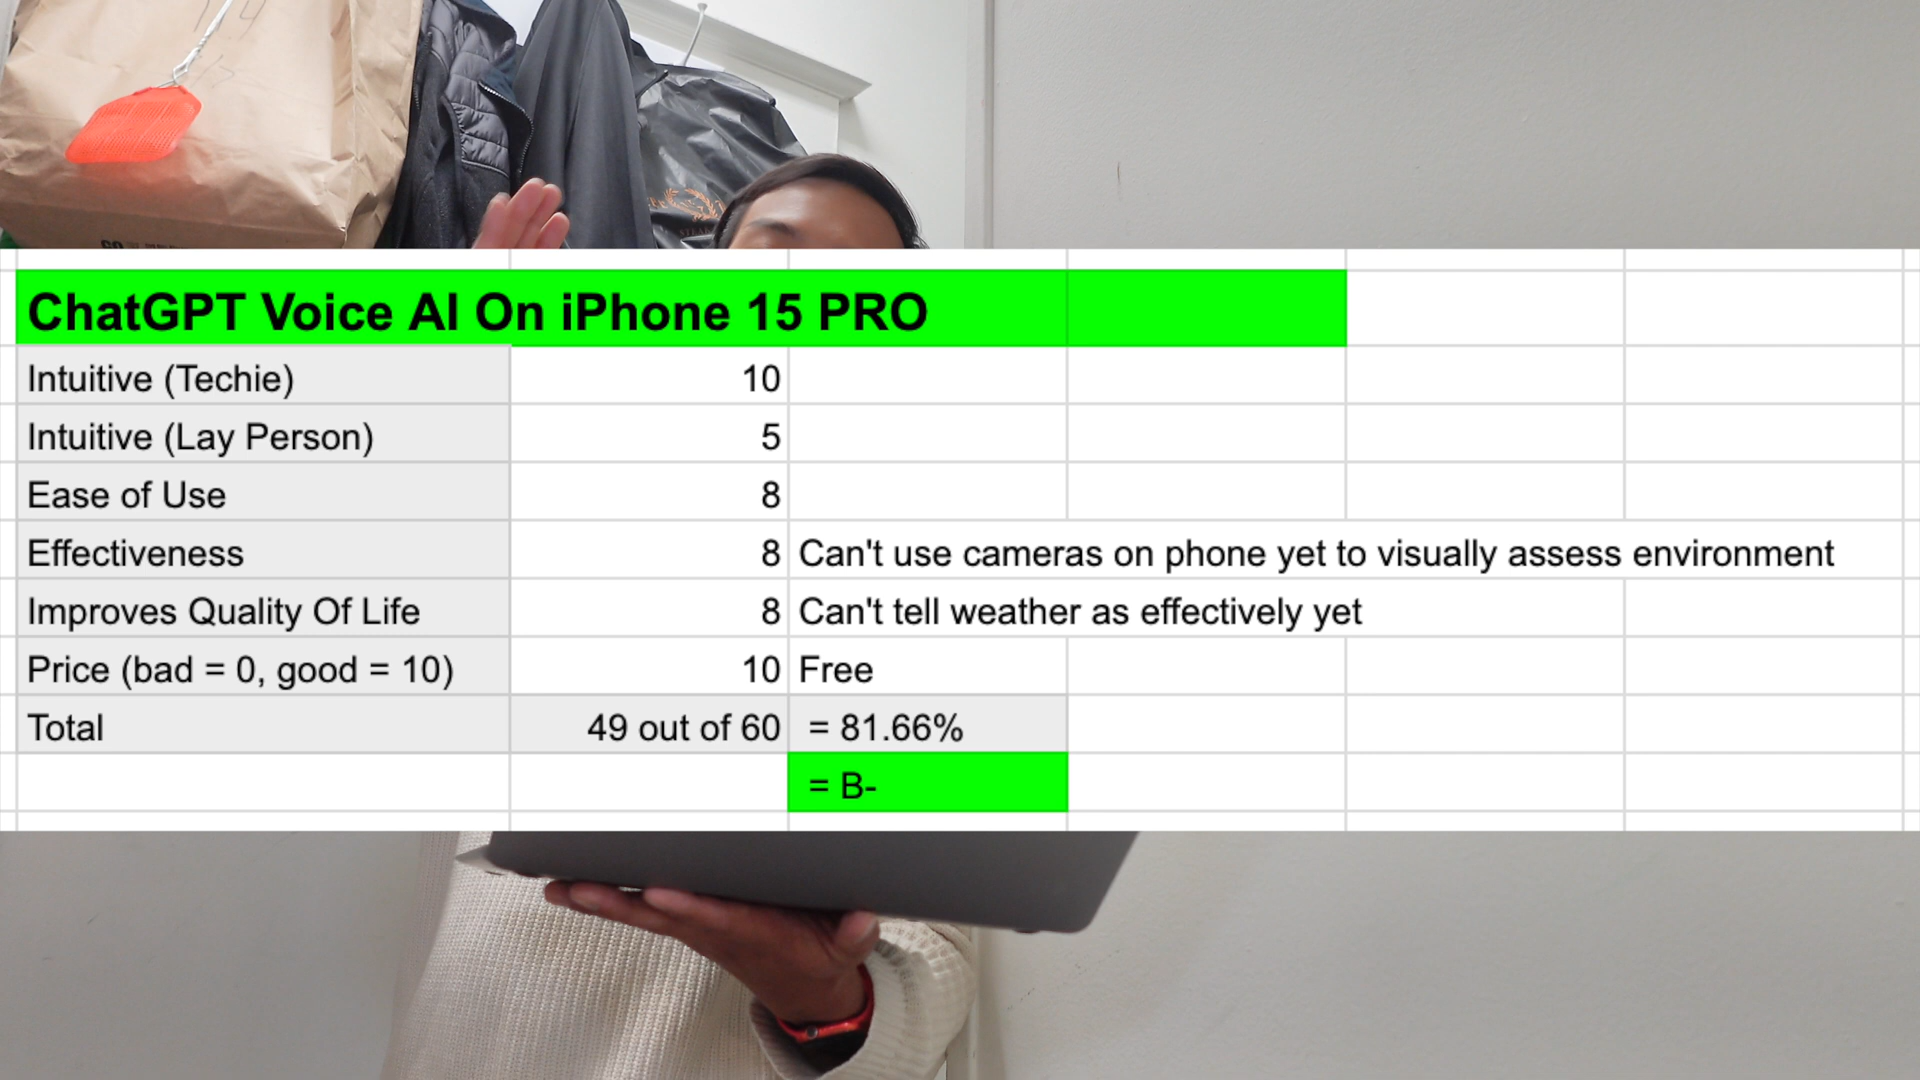 ChatGPT Voice AI On iPhone 15 PRO
Intuitive (Techie) 10
Intuitive (Lay Person) 5
Ease of Use 8
Effectiveness 8 Can't use cameras on phone yet to visually assess environment
Improves Quality Of Life 8 Can't tell weather as effectively yet
Price (bad = 0, good = 10) 10 Free
Total 49 out of 60 = 81.66%
= B-